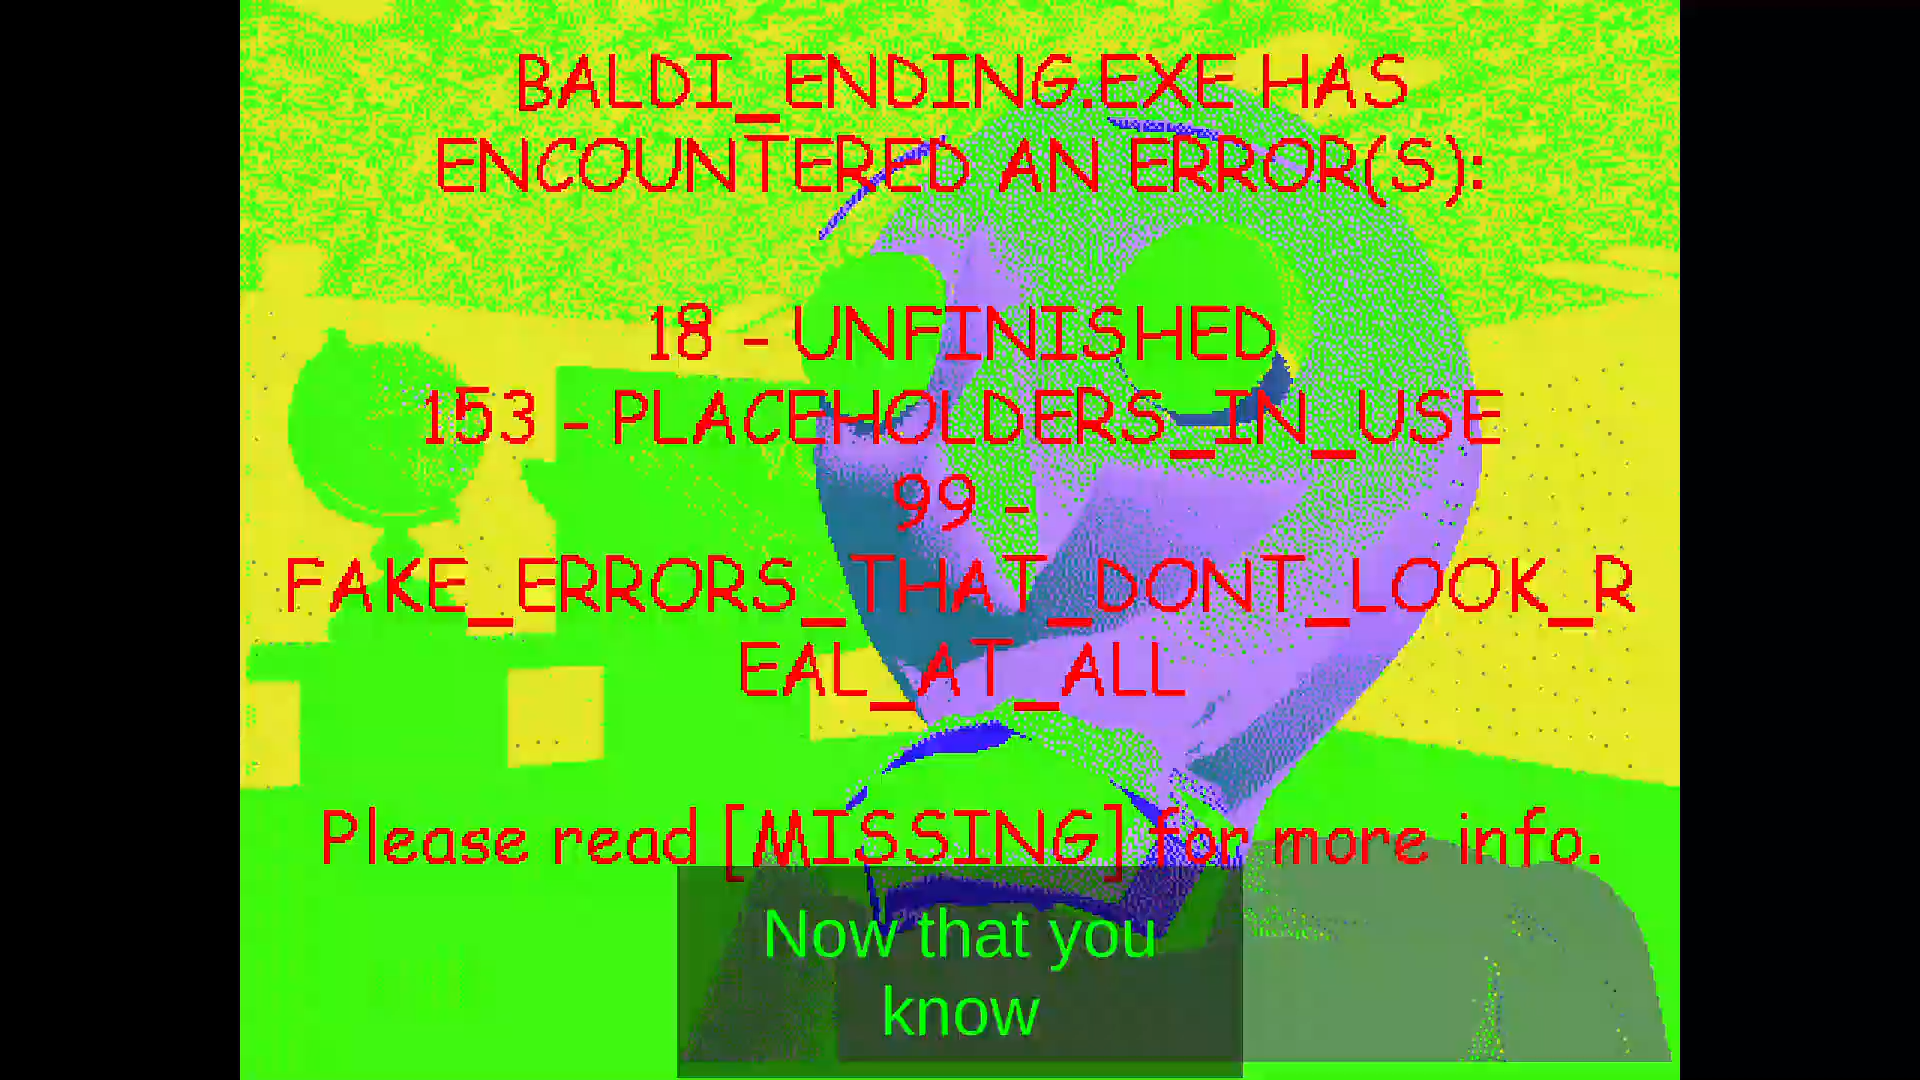 BALDI_ENDING.EXE HAS
ENCOUNTERED AN ERROR(S):
18 - UNFINISHED
153 - PLACEHOLDERS_IN_USE
99 -
FAKE_ERRORS_THAT_DONT_LOOK_R
EAL_AT_ALL
Please read [MISSING] for more info.
Now that you
know